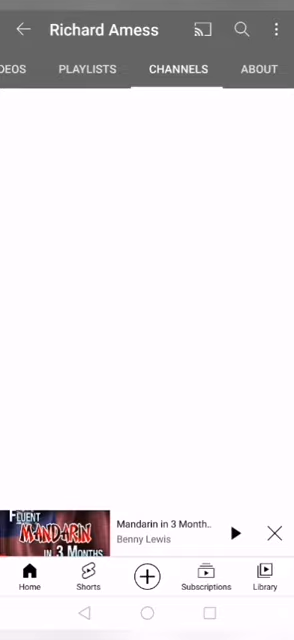 Richard Amess
DEOS PLAYLISTS CHANNELS ABOUT
FLUENT
MANDARIN
IN 3 MONTHS
Mandarin in 3 Month..
Benny Lewis
Home Shorts Subscriptions Library